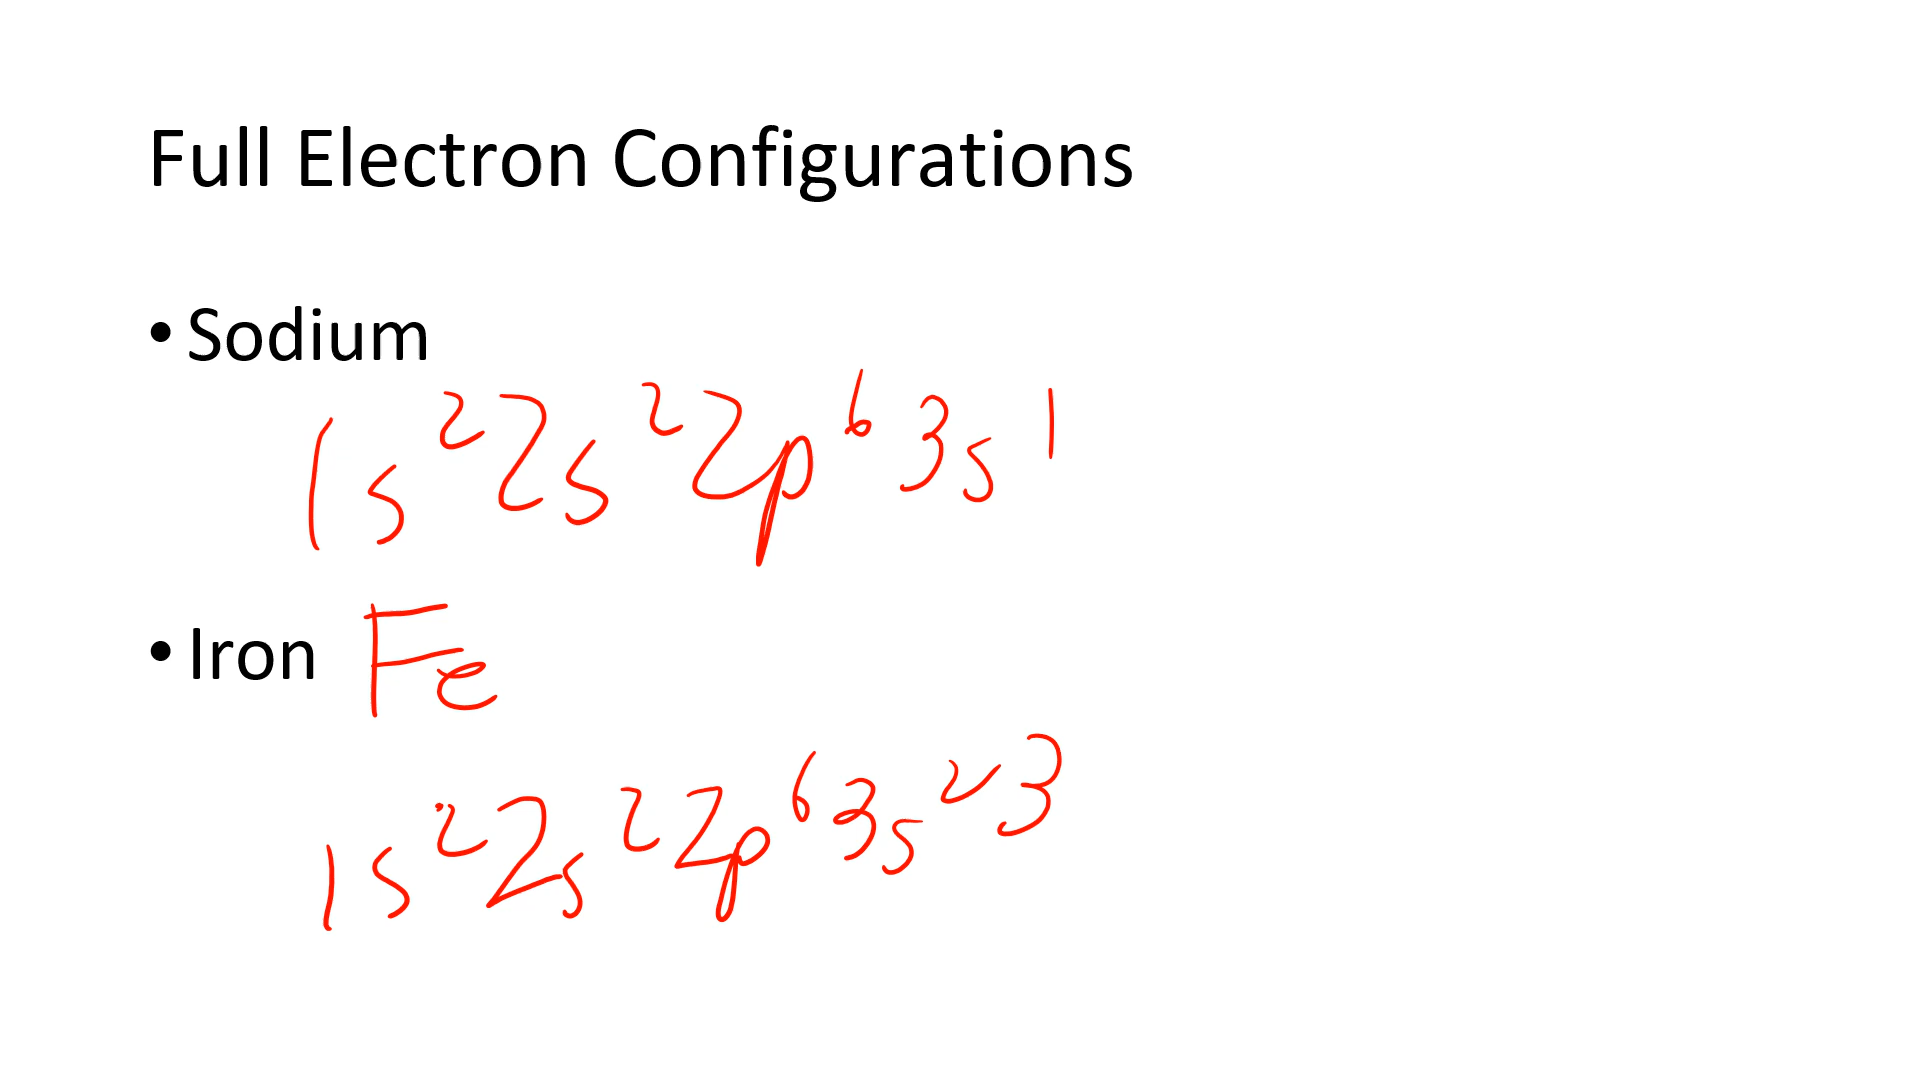 Full Electron Configurations
• Sodium
1s²2s²2p⁶3s¹
• Iron Fe
1s²2s²2p⁶3s²3